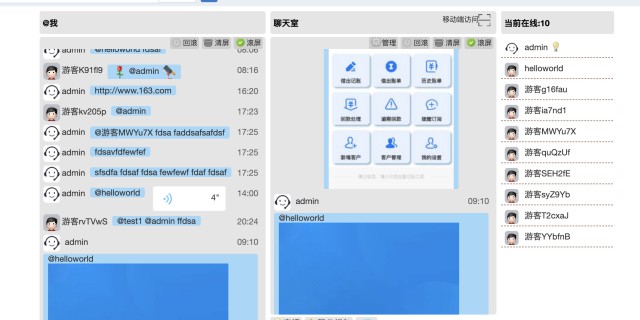 @我
回滚 清屏 滚屏
admin @helloworld fdsaf 08:06
游客K91fl9 @admin 08:16
admin http://www.163.com 16:20
游客kv205p @admin 17:23
admin @游客MWYu7X fdsa faddsafsafdsf 17:25
admin fdsavfdfewfef 17:25
admin sfsdfa fdsaf fdsa fewfewf fdaf fdsaf 17:25
admin @helloworld 4" 14:00
游客rvTVwS @test1 @admin ffdsa 20:24
admin 09:10
@helloworld
聊天室 移动端访问
管理 回滚 清屏 滚屏
借出记账 借出账单 历史账单
回款处理 逾期回款 提醒订阅
新增客户 客户管理 我的设置
admin 09:10
@helloworld
当前在线:10
admin
helloworld
游客g16fau
游客ia7nd1
游客MWYu7X
游客quQzUf
游客SEH2fE
游客syZ9Yb
游客T2cxaJ
游客YYbfnB